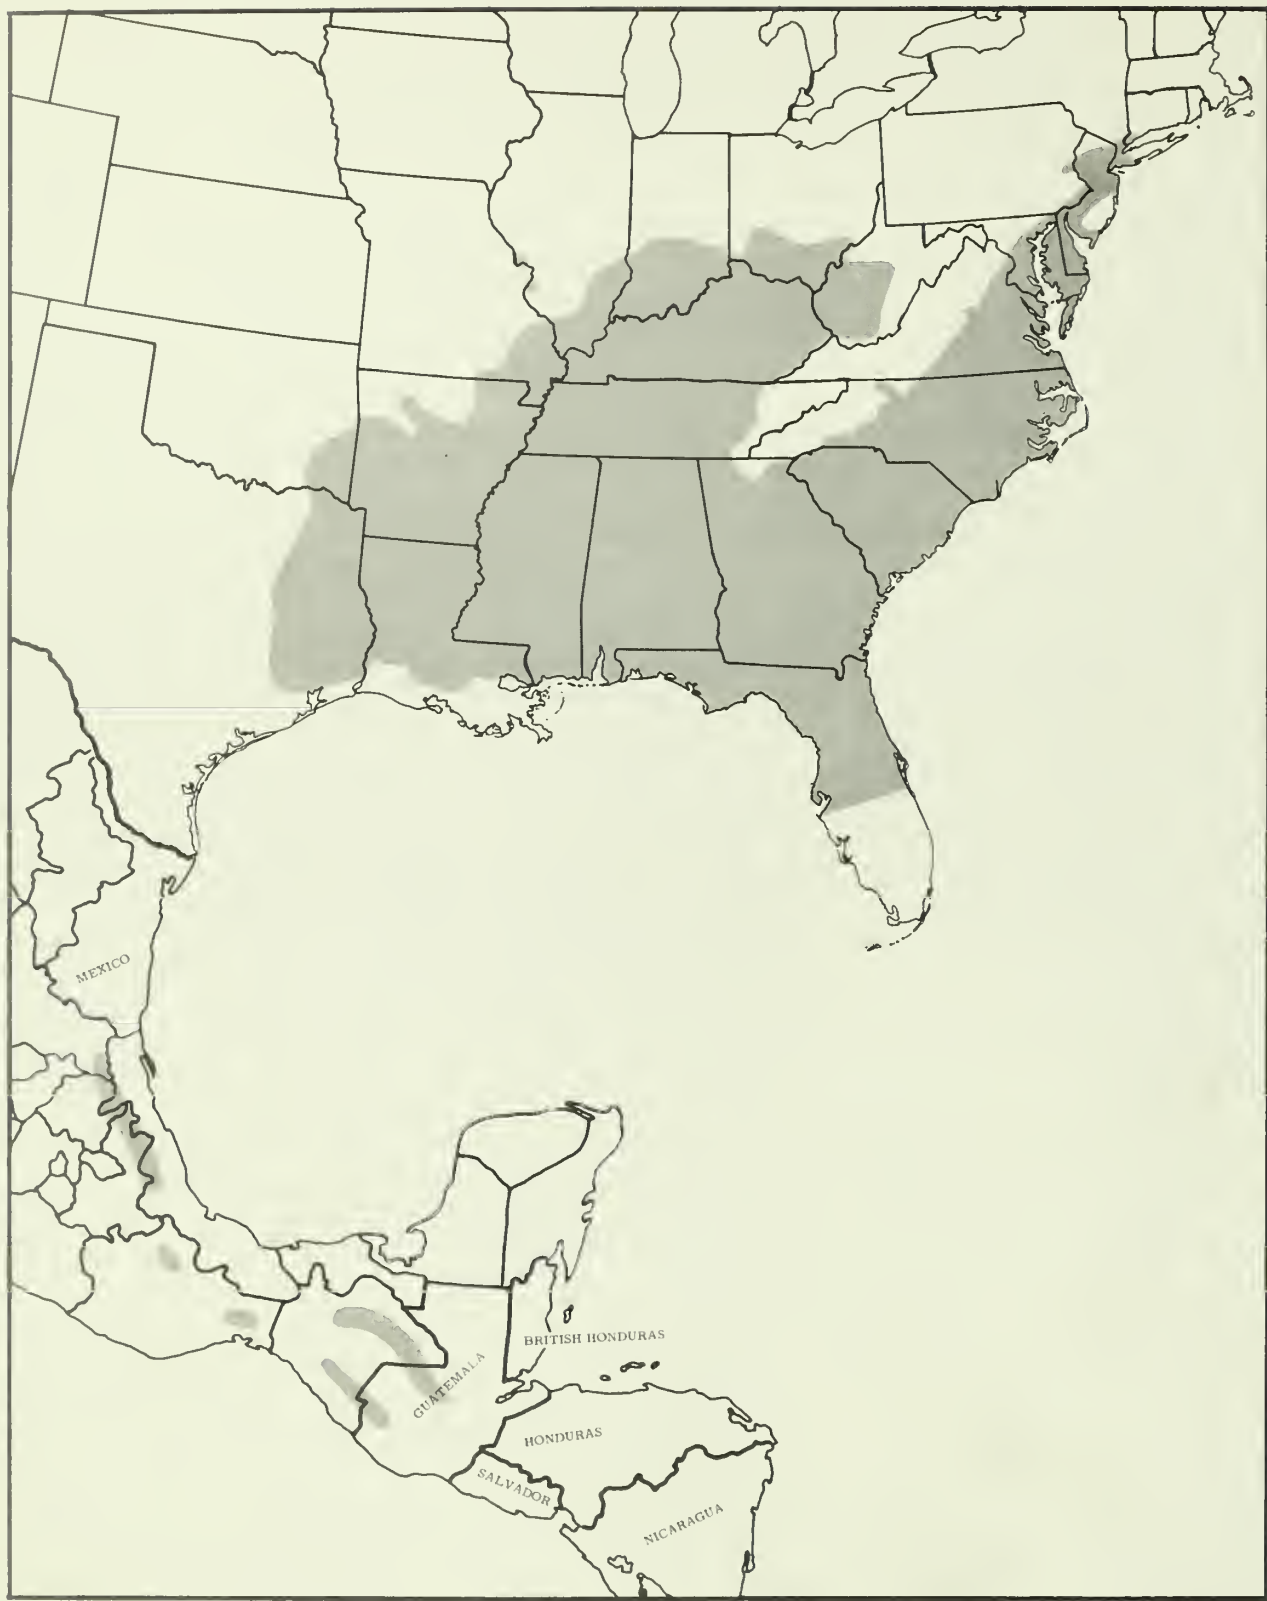 MEXICO
BRITISH HONDURAS
GUATEMALA
HONDURAS
SALVADOR
NICARAGUA